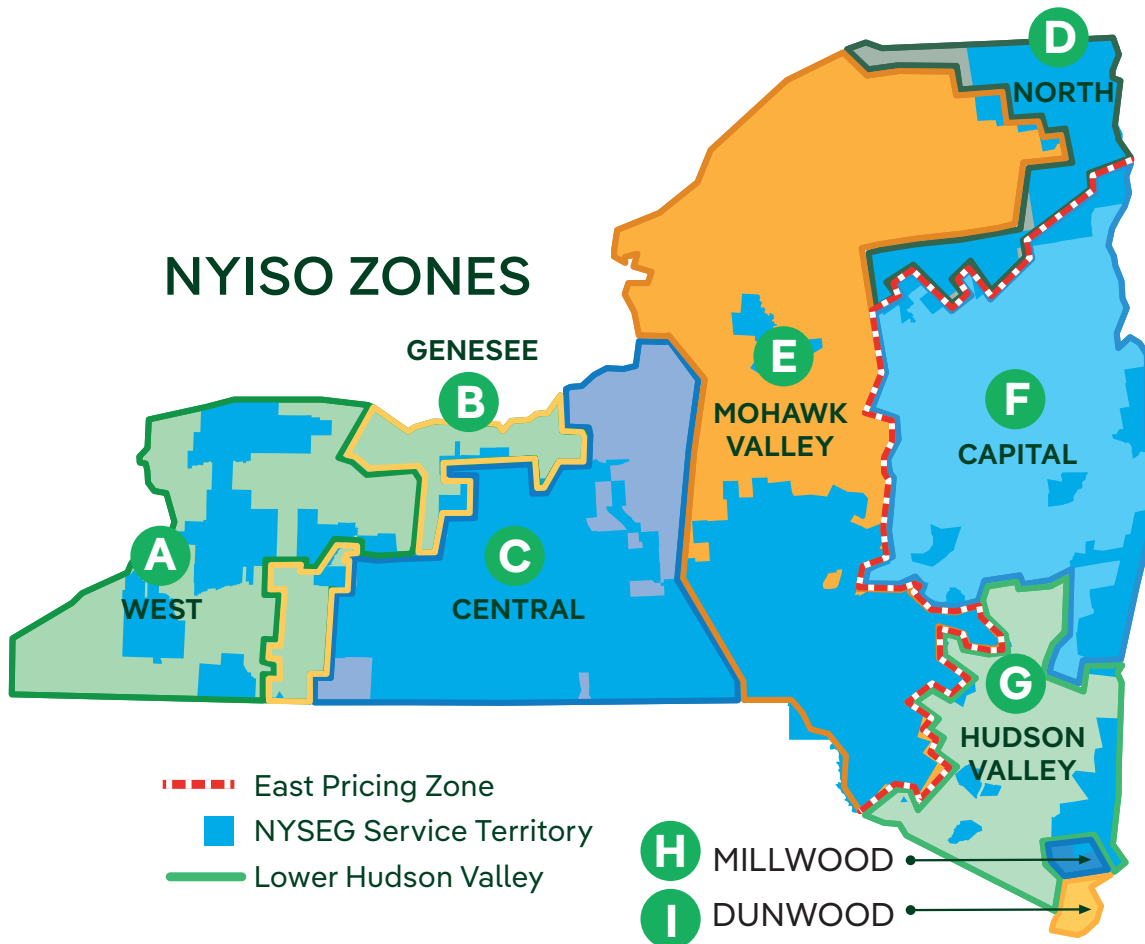 D
NORTH
NYISO ZONES
GENESEE
B
E
MOHAWK
VALLEY
F
CAPITAL
A
WEST
C
CENTRAL
G
HUDSON
VALLEY
East Pricing Zone
NYSEG Service Territory
Lower Hudson Valley
H MILLWOOD
I DUNWOOD